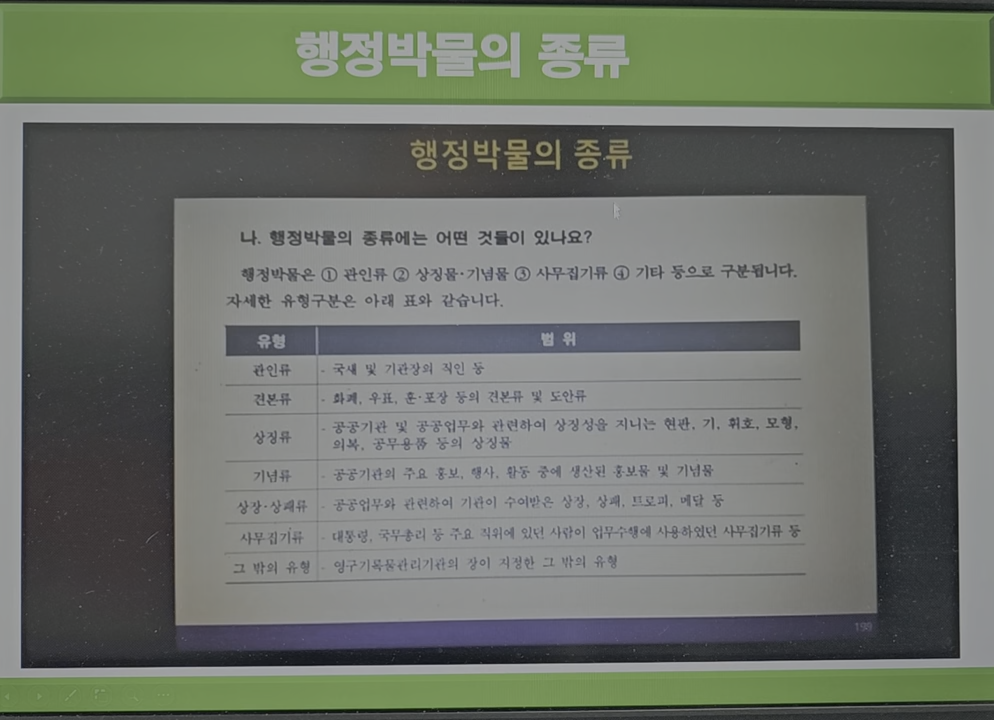 행정박물의 종류
행정박물의 종류
나. 행정박물의 종류에는 어떤 것들이 있나요?
행정박물은 ① 관인류 ② 상징물·기념물 ③ 사무집기류 ④ 기타 등으로 구분됩니다.
자세한 유형구분은 아래 표와 같습니다.
유형 범 위
관인류 - 국새 및 기관장의 직인 등
견본류 - 화폐, 우표, 훈·포장 등의 견본류 및 도안류
상징류 - 공공기관 및 공공업무와 관련하여 상징성을 지니는 현판, 기, 휘호, 모형,
의복, 공무용품 등의 상징물
기념류 - 공공기관의 주요 홍보, 행사, 활동 중에 생산된 홍보물 및 기념물
상장·상패류 - 공공업무와 관련하여 기관이 수여받은 상장, 상패, 트로피, 메달 등
사무집기류 - 대통령, 국무총리 등 주요 직위에 있던 사람이 업무수행에 사용하였던 사무집기류 등
그 밖의 유형 - 영구기록물관리기관의 장이 지정한 그 밖의 유형
198